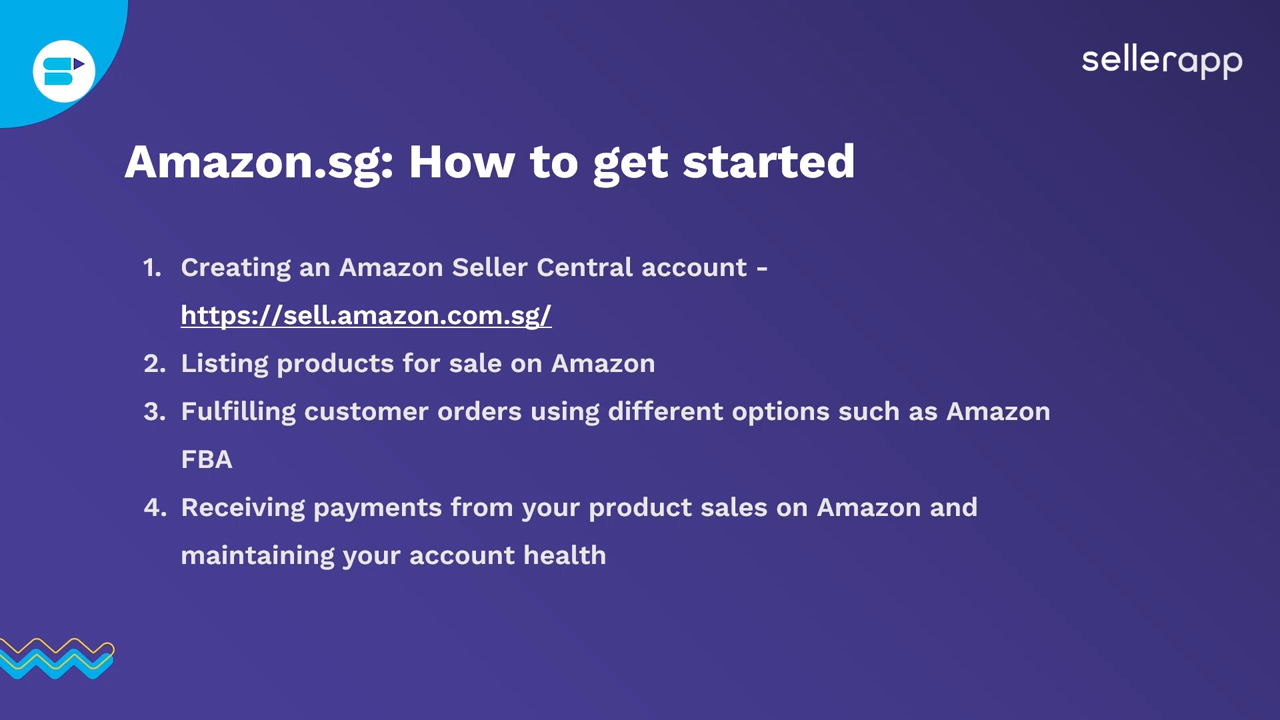 sellerapp
Amazon.sg: How to get started
1. Creating an Amazon Seller Central account -
https://sell.amazon.com.sg/
2. Listing products for sale on Amazon
3. Fulfilling customer orders using different options such as Amazon
FBA
4. Receiving payments from your product sales on Amazon and
maintaining your account health